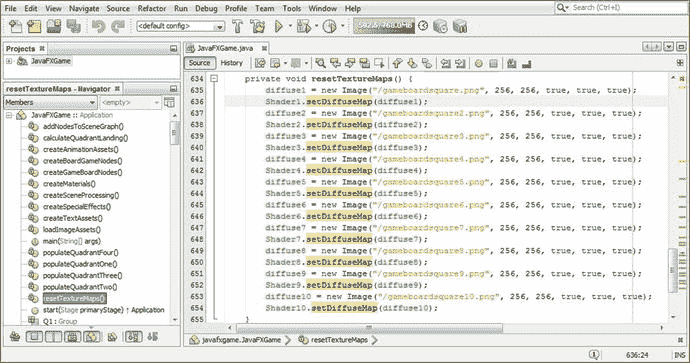 File Edit View Navigate Source Refactor Run Debug Profile Team Tools Window Help
Search (Ctrl+I)
<default config>
Projects
JavaFXGame
resetTextureMaps() - Navigator
Members
<empty>
JavaFXGame :: Application
addNodesToSceneGraph()
calculateQuadrantLanding()
createAnimationAssets()
createBoardGameNodes()
createGameBoardNodes()
createMaterials()
createSceneProcessing()
createSpecialEffects()
createTextAssets()
loadImageAssets()
main(String[] args)
populateQuadrantFour()
populateQuadrantOne()
populateQuadrantThree()
populateQuadrantTwo()
resetTextureMaps()
start(Stage primaryStage) ↑ Application
Q1 : Group
JavaFXGame.java
Source History
634 private void resetTextureMaps() {
635 diffuse1 = new Image("/gameboardsquare.png", 256, 256, true, true, true);
636 Shader1.setDiffuseMap(diffuse1);
637 diffuse2 = new Image("/gameboardsquare2.png", 256, 256, true, true, true);
638 Shader2.setDiffuseMap(diffuse2);
639 diffuse3 = new Image("/gameboardsquare3.png", 256, 256, true, true, true);
640 Shader3.setDiffuseMap(diffuse3);
641 diffuse4 = new Image("/gameboardsquare4.png", 256, 256, true, true, true);
642 Shader4.setDiffuseMap(diffuse4);
643 diffuse5 = new Image("/gameboardsquare5.png", 256, 256, true, true, true);
644 Shader5.setDiffuseMap(diffuse5);
645 diffuse6 = new Image("/gameboardsquare6.png", 256, 256, true, true, true);
646 Shader6.setDiffuseMap(diffuse6);
647 diffuse7 = new Image("/gameboardsquare7.png", 256, 256, true, true, true);
648 Shader7.setDiffuseMap(diffuse7);
649 diffuse8 = new Image("/gameboardsquare8.png", 256, 256, true, true, true);
650 Shader8.setDiffuseMap(diffuse8);
651 diffuse9 = new Image("/gameboardsquare9.png", 256, 256, true, true, true);
652 Shader9.setDiffuseMap(diffuse9);
653 diffuse10 = new Image("/gameboardsquare10.png", 256, 256, true, true, true);
654 Shader10.setDiffuseMap(diffuse10);
655 }
javafxgame.JavaFXGame
resetTextureMaps
636:24
INS